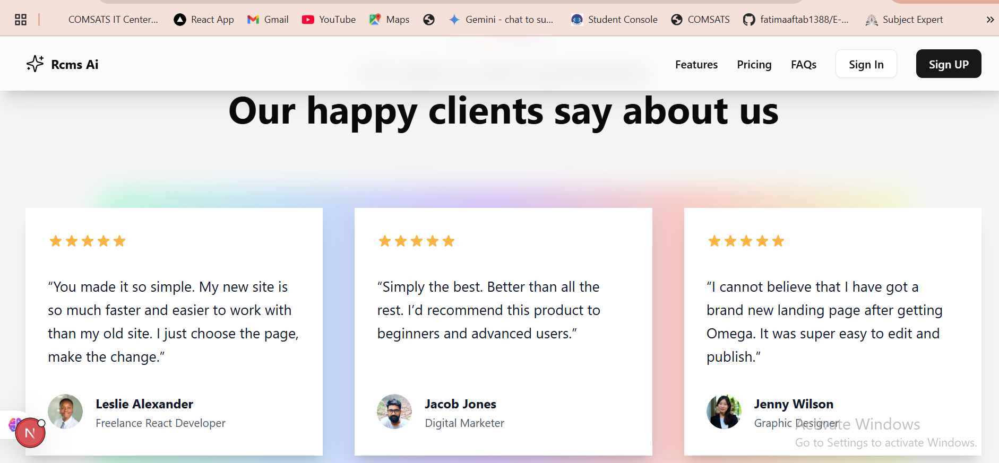 COMSATS IT Center... React App Gmail YouTube Maps Gemini - chat to su... Student Console COMSATS fatimaaftab1388/E-... Subject Expert »
Rcms Ai Features Pricing FAQs Sign In Sign UP
Our happy clients say about us
“You made it so simple. My new site is
so much faster and easier to work with
than my old site. I just choose the page,
make the change.”
Leslie Alexander
Freelance React Developer
“Simply the best. Better than all the
rest. I’d recommend this product to
beginners and advanced users.”
Jacob Jones
Digital Marketer
“I cannot believe that I have got a
brand new landing page after getting
Omega. It was super easy to edit and
publish.”
Jenny Wilson
Graphic Designer
Activate Windows
Go to Settings to activate Windows.
N